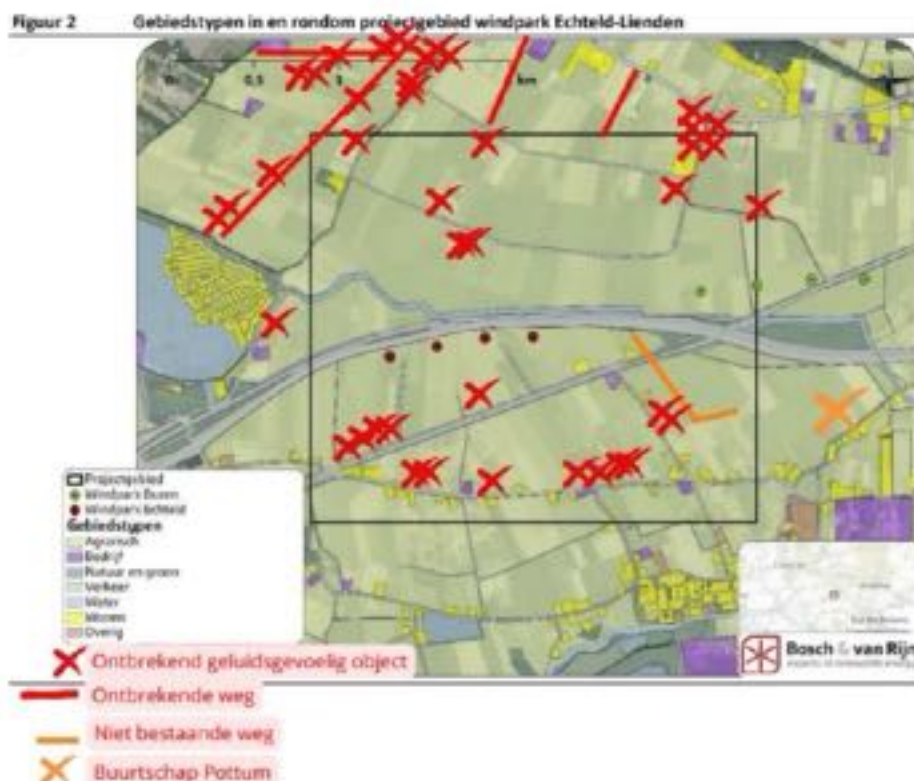 Figuur 2 Gebiedstypen in en rondom projectgebied windpark Echteld-Lienden
0,5
km
Projectgebied
Windpark Buren
Windpark Echteld
Gebiedstypen
Agrarisch
Bedrijf
Natuur en groen
Verkeer
Water
Wonen
Overig
Bosch & van Rijn
Ontbrekend geluidsgevoelig object
Ontbrekende weg
Niet bestaande weg
Buurtschap Pottum